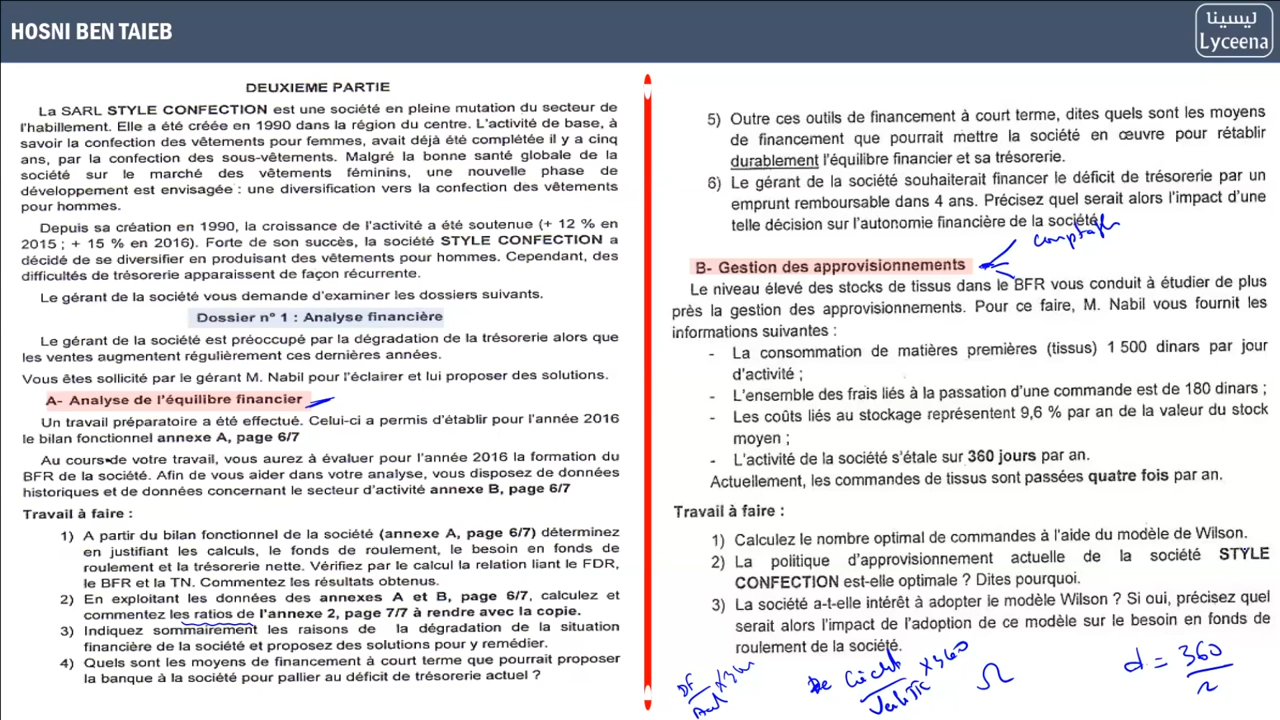 HOSNI BEN TAIEB
ليسينا
Lyceena
DEUXIEME PARTIE
La SARL STYLE CONFECTION est une société en pleine mutation du secteur de
l'habillement. Elle a été créée en 1990 dans la région du centre. L'activité de base, à
savoir la confection des vêtements pour femmes, avait déjà été complétée il y a cinq
ans, par la confection des sous-vêtements. Malgré la bonne santé globale de la
société sur le marché des vêtements féminins, une nouvelle phase de
développement est envisagée : une diversification vers la confection des vêtements
pour hommes.
Depuis sa création en 1990, la croissance de l'activité a été soutenue (+ 12 % en
2015 ; + 15 % en 2016). Forte de son succès, la société STYLE CONFECTION a
décidé de se diversifier en produisant des vêtements pour hommes. Cependant, des
difficultés de trésorerie apparaissent de façon récurrente.
Le gérant de la société vous demande d'examiner les dossiers suivants.
Dossier n° 1 : Analyse financière
Le gérant de la société est préoccupé par la dégradation de la trésorerie alors que
les ventes augmentent régulièrement ces dernières années.
Vous êtes sollicité par le gérant M. Nabil pour l'éclairer et lui proposer des solutions.
A- Analyse de l'équilibre financier
Un travail préparatoire a été effectué. Celui-ci a permis d'établir pour l'année 2016
le bilan fonctionnel annexe A, page 6/7
Au cours de votre travail, vous aurez à évaluer pour l'année 2016 la formation du
BFR de la société. Afin de vous aider dans votre analyse, vous disposez de données
historiques et de données concernant le secteur d'activité annexe B, page 6/7
Travail à faire :
1) A partir du bilan fonctionnel de la société (annexe A, page 6/7) déterminez
en justifiant les calculs, le fonds de roulement, le besoin en fonds de
roulement et la trésorerie nette. Vérifiez par le calcul la relation liant le FDR,
le BFR et la TN. Commentez les résultats obtenus.
2) En exploitant les données des annexes A et B, page 6/7, calculez et
commentez les ratios de l'annexe 2, page 7/7 à rendre avec la copie.
3) Indiquez sommairement les raisons de la dégradation de la situation
financière de la société et proposez des solutions pour y remédier.
4) Quels sont les moyens de financement à court terme que pourrait proposer
la banque à la société pour pallier au déficit de trésorerie actuel ?
5) Outre ces outils de financement à court terme, dites quels sont les moyens
de financement que pourrait mettre la société en œuvre pour rétablir
durablement l'équilibre financier et sa trésorerie.
6) Le gérant de la société souhaiterait financer le déficit de trésorerie par un
emprunt remboursable dans 4 ans. Précisez quel serait alors l'impact d'une
telle décision sur l'autonomie financière de la société.
B- Gestion des approvisionnements
Le niveau élevé des stocks de tissus dans le BFR vous conduit à étudier de plus
près la gestion des approvisionnements. Pour ce faire, M. Nabil vous fournit les
informations suivantes :
- La consommation de matières premières (tissus) 1 500 dinars par jour
d'activité ;
- L'ensemble des frais liés à la passation d'une commande est de 180 dinars ;
- Les coûts liés au stockage représentent 9,6 % par an de la valeur du stock
moyen ;
- L'activité de la société s'étale sur 360 jours par an.
Actuellement, les commandes de tissus sont passées quatre fois par an.
Travail à faire :
1) Calculez le nombre optimal de commandes à l'aide du modèle de Wilson.
2) La politique d'approvisionnement actuelle de la société STYLE
CONFECTION est-elle optimale ? Dites pourquoi.
3) La société a-t-elle intérêt à adopter le modèle Wilson ? Si oui, précisez quel
serait alors l'impact de l'adoption de ce modèle sur le besoin en fonds de
roulement de la société.
d = 360